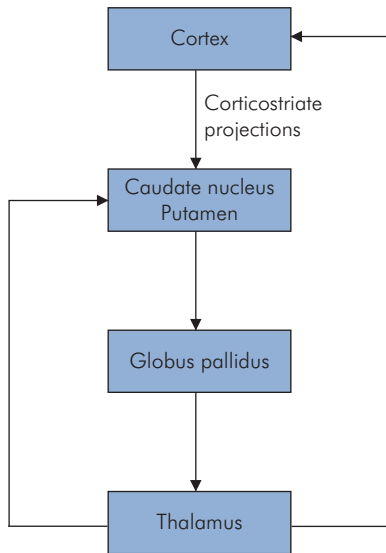 Cortex
Corticostriate
projections
Caudate nucleus
Putamen
Globus pallidus
Thalamus